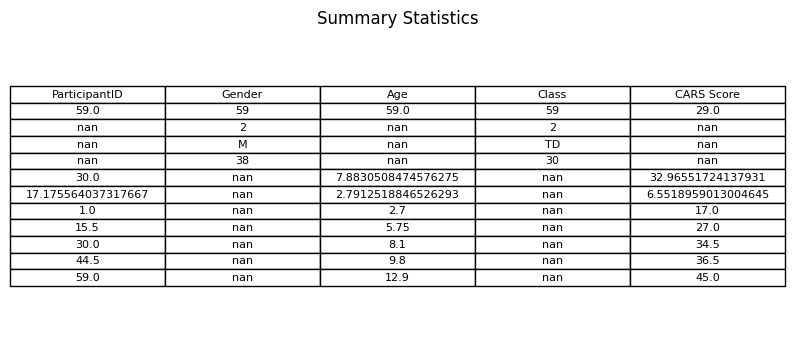 Summary Statistics
ParticipantID Gender Age Class CARS Score
59.0 59 59.0 59 29.0
nan 2 nan 2 nan
nan M nan TD nan
nan 38 nan 30 nan
30.0 nan 7.8830508474576275 nan 32.96551724137931
17.175564037317667 nan 2.7912518846526293 nan 6.5518959013004645
1.0 nan 2.7 nan 17.0
15.5 nan 5.75 nan 27.0
30.0 nan 8.1 nan 34.5
44.5 nan 9.8 nan 36.5
59.0 nan 12.9 nan 45.0